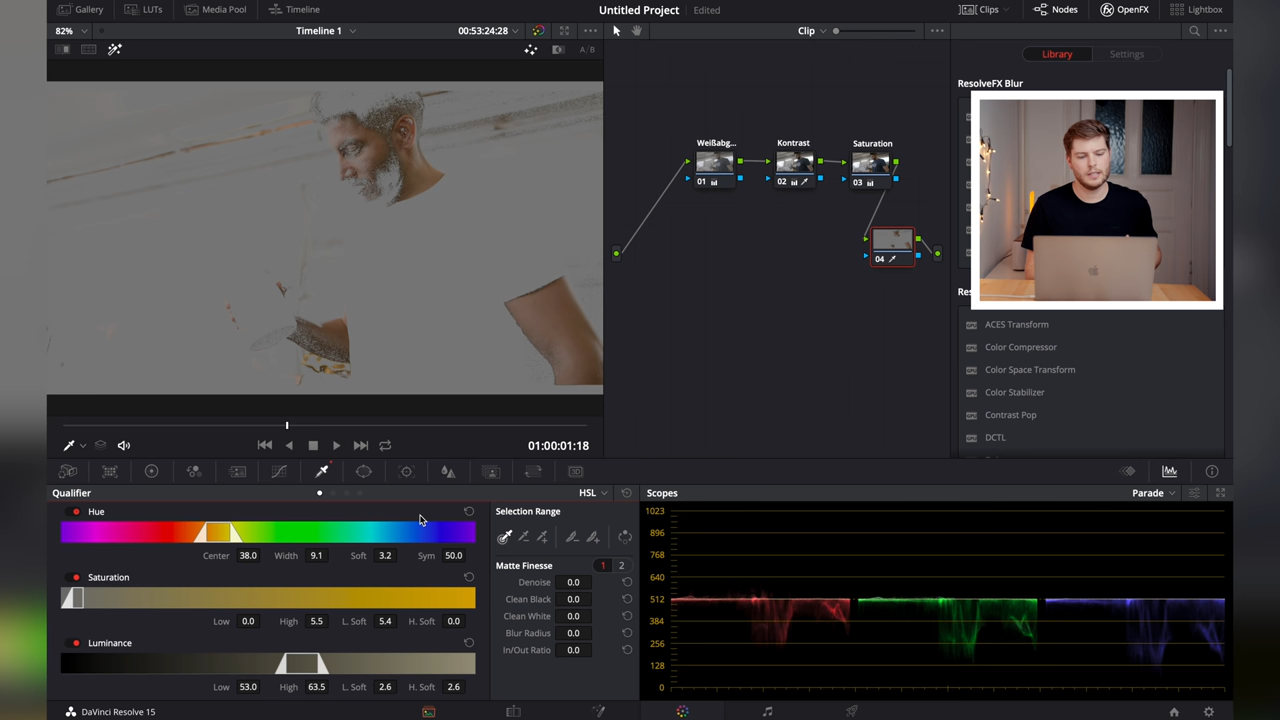 Gallery LUTs Media Pool Timeline Untitled Project Edited Clips Nodes OpenFX Lightbox
82% Timeline 1 00:53:24:28 Clip Library Settings
A/B
ResolveFX Blur
Weißabg... Kontrast Saturation
01 02 03
04
ACES Transform
Color Compressor
Color Space Transform
Color Stabilizer
Contrast Pop
DCTL
01:00:01:18
Qualifier HSL Scopes Parade
Hue Selection Range
Center 38.0 Width 9.1 Soft 3.2 Sym 50.0
Matte Finesse 1 2
Saturation Denoise 0.0
Clean Black 0.0
Low 0.0 High 5.5 L. Soft 5.4 H. Soft 0.0 Clean White 0.0
Blur Radius 0.0
Luminance In/Out Ratio 0.0
Low 53.0 High 63.5 L. Soft 2.6 H. Soft 2.6
1023
896
768
640
512
384
256
128
0
DaVinci Resolve 15